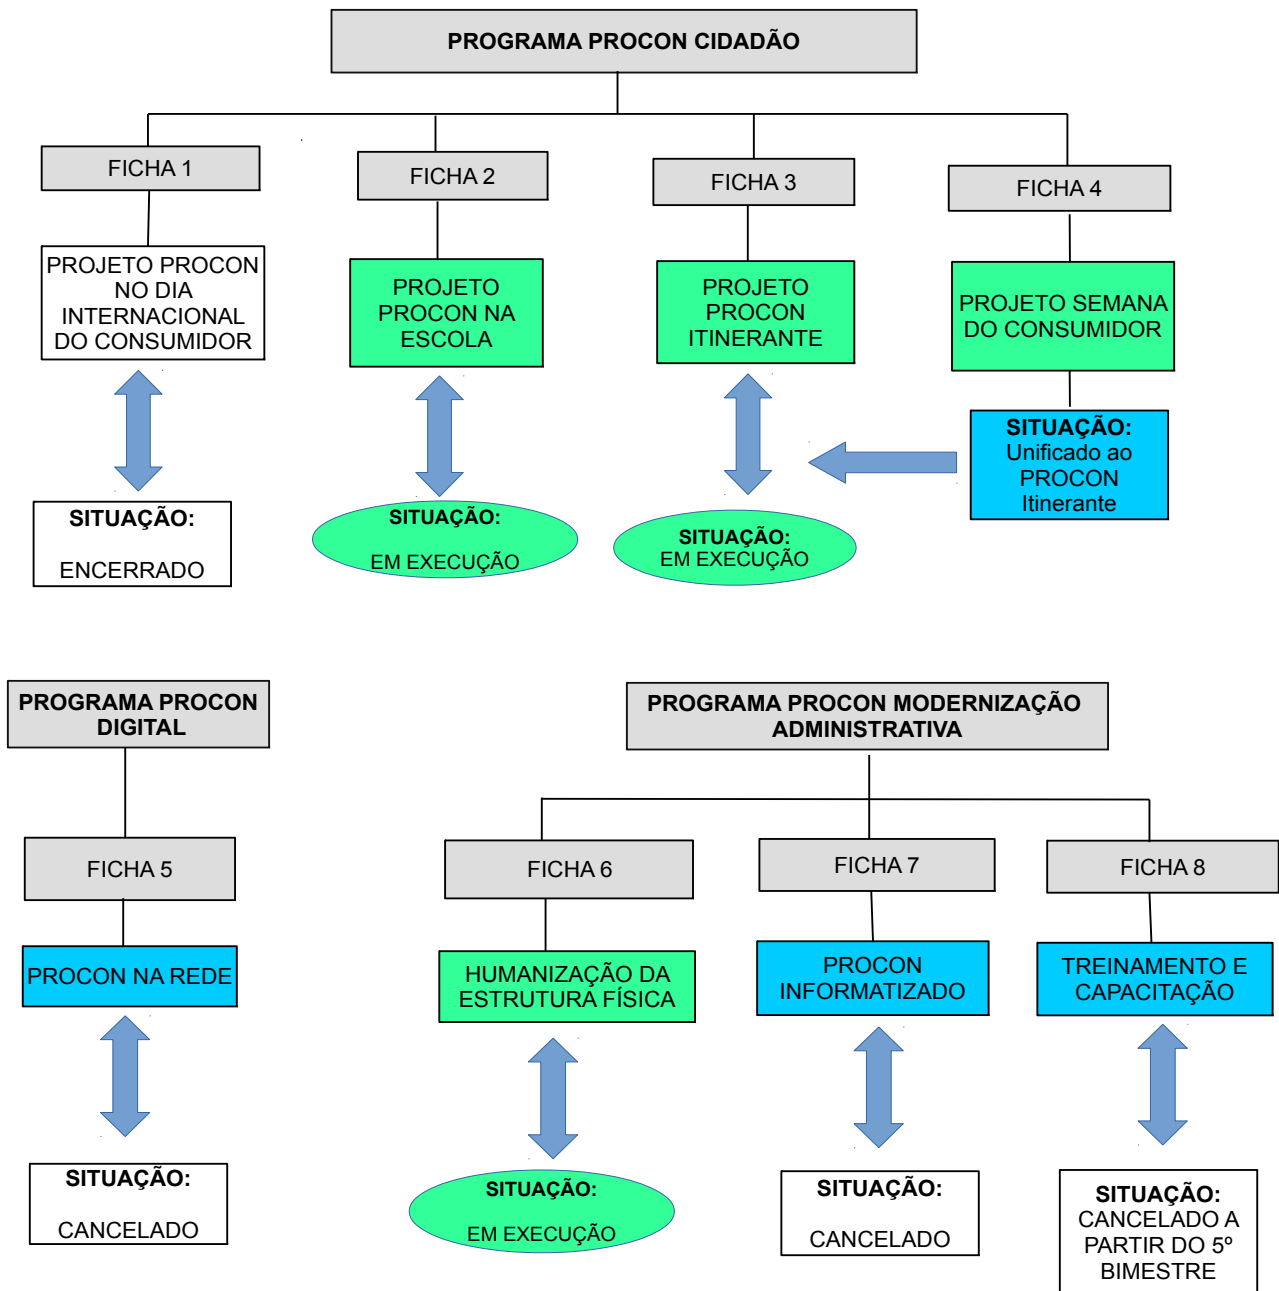 PROGRAMA PROCON CIDADÃO
FICHA 1
FICHA 2
FICHA 3
FICHA 4
PROJETO PROCON
NO DIA
INTERNACIONAL
DO CONSUMIDOR
PROJETO
PROCON NA
ESCOLA
PROJETO
PROCON
ITINERANTE
PROJETO SEMANA
DO CONSUMIDOR
SITUAÇÃO:
Unificado ao
PROCON
Itinerante
SITUAÇÃO:
ENCERRADO
SITUAÇÃO:
EM EXECUÇÃO
SITUAÇÃO:
EM EXECUÇÃO
PROGRAMA PROCON
DIGITAL
FICHA 5
PROCON NA REDE
SITUAÇÃO:
CANCELADO
PROGRAMA PROCON MODERNIZAÇÃO
ADMINISTRATIVA
FICHA 6
FICHA 7
FICHA 8
HUMANIZAÇÃO DA
ESTRUTURA FÍSICA
PROCON
INFORMATIZADO
TREINAMENTO E
CAPACITAÇÃO
SITUAÇÃO:
EM EXECUÇÃO
SITUAÇÃO:
CANCELADO
SITUAÇÃO:
CANCELADO A
PARTIR DO 5º
BIMESTRE